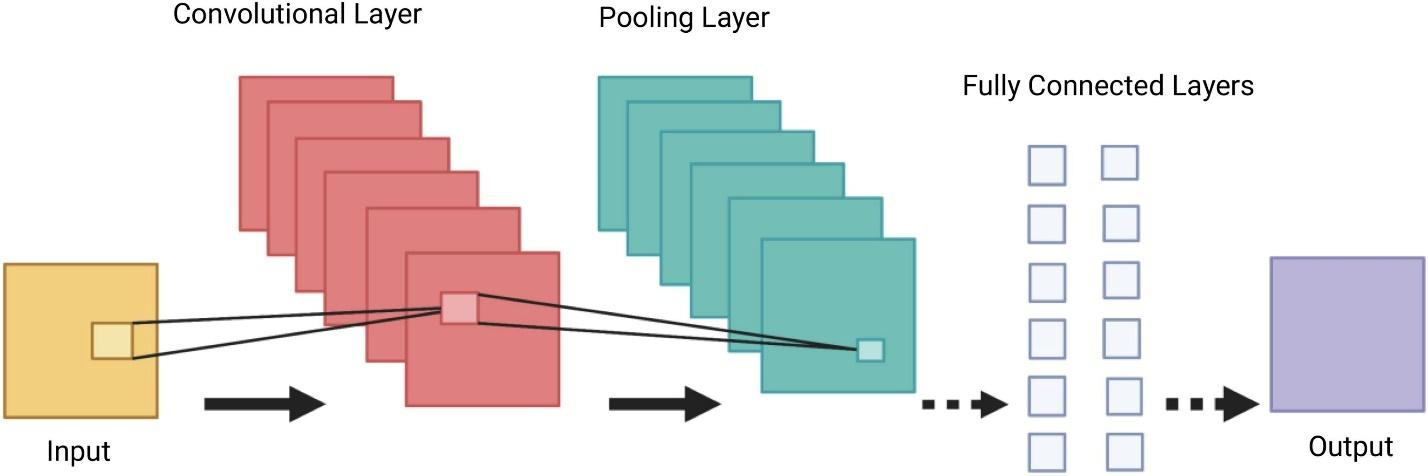 Convolutional Layer
Pooling Layer
Fully Connected Layers
Input
Output